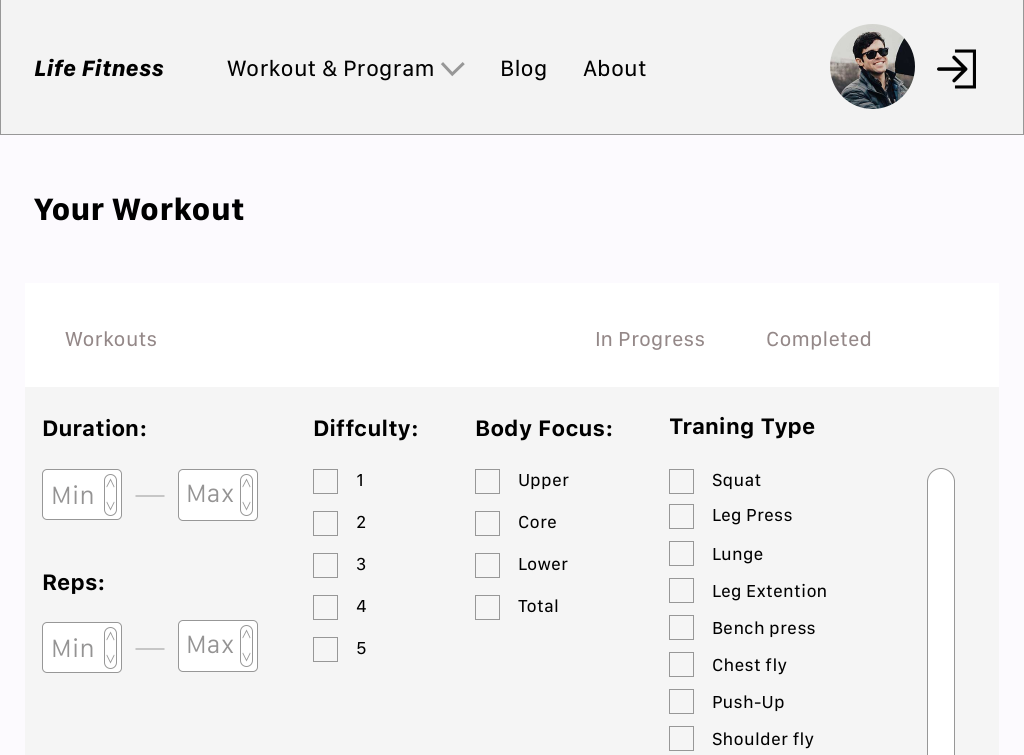 Life Fitness
Workout & Program
Blog
About
Your Workout
Workouts
In Progress
Completed
Duration:
Min
Max
Reps:
Min
Max
Diffculty:
1
2
3
4
5
Body Focus:
Upper
Core
Lower
Total
Traning Type
Squat
Leg Press
Lunge
Leg Extention
Bench press
Chest fly
Push-Up
Shoulder fly